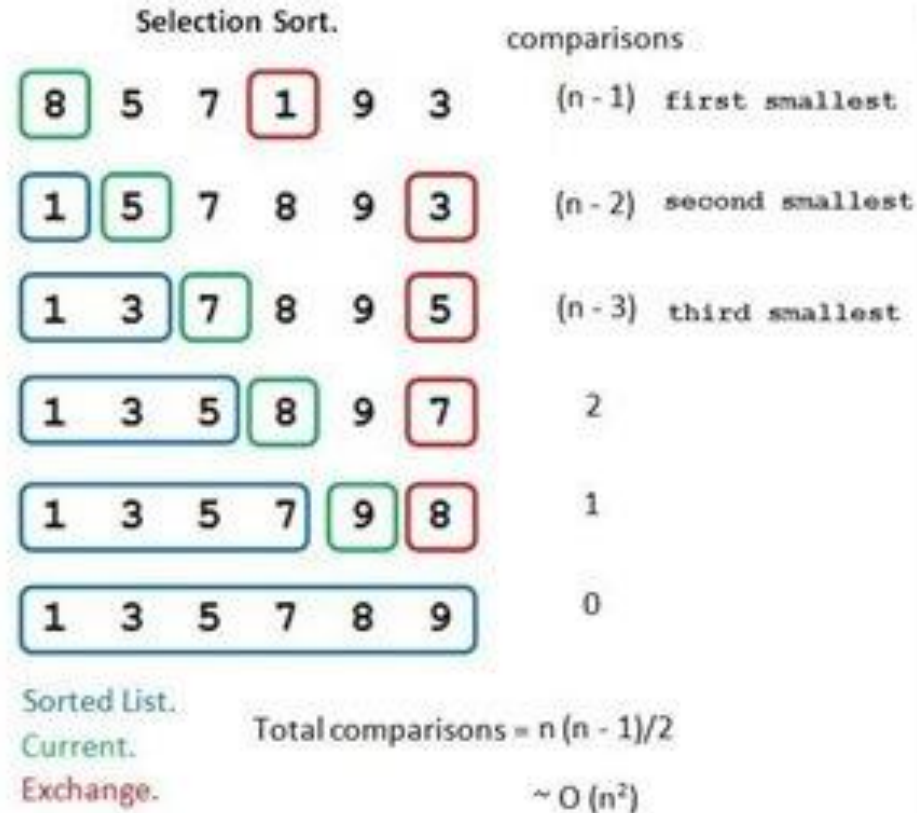 Selection Sort.
comparisons
8 5 7 1 9 3 (n - 1) first smallest
1 5 7 8 9 3 (n - 2) second smallest
1 3 7 8 9 5 (n - 3) third smallest
1 3 5 8 9 7 2
1 3 5 7 9 8 1
1 3 5 7 8 9 0
Sorted List.
Current.
Exchange.
Total comparisons = n (n - 1)/2
~ O (n²)